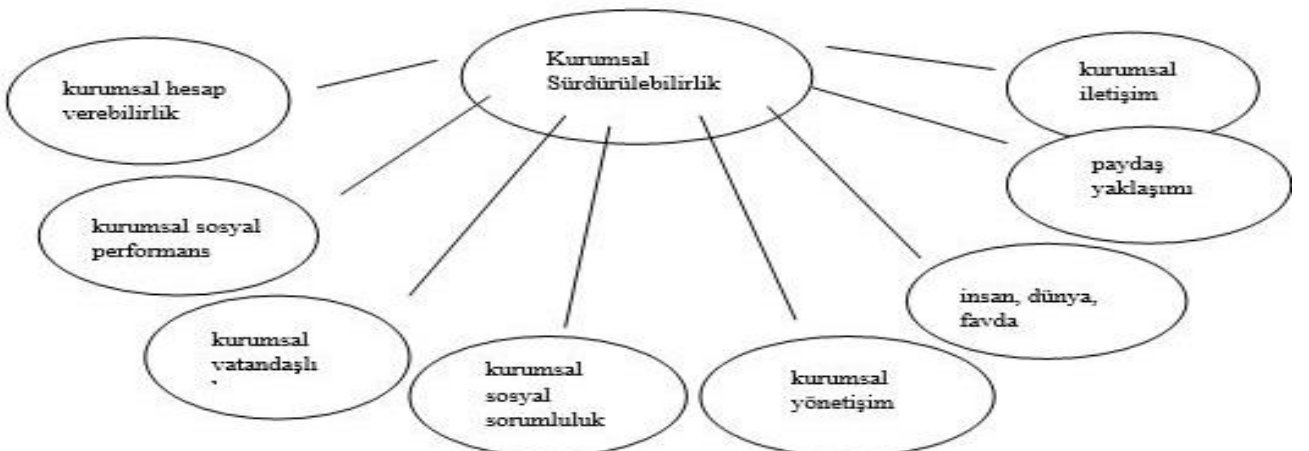 Kurumsal
Sürdürülebilirlik
kurumsal hesap
verebilirlik
kurumsal
iletişim
paydaş
yaklaşımı
kurumsal sosyal
performans
insan, dünya,
favda
kurumsal
vatandaşlı
kurumsal
sosyal
sorumluluk
kurumsal
yönetişim